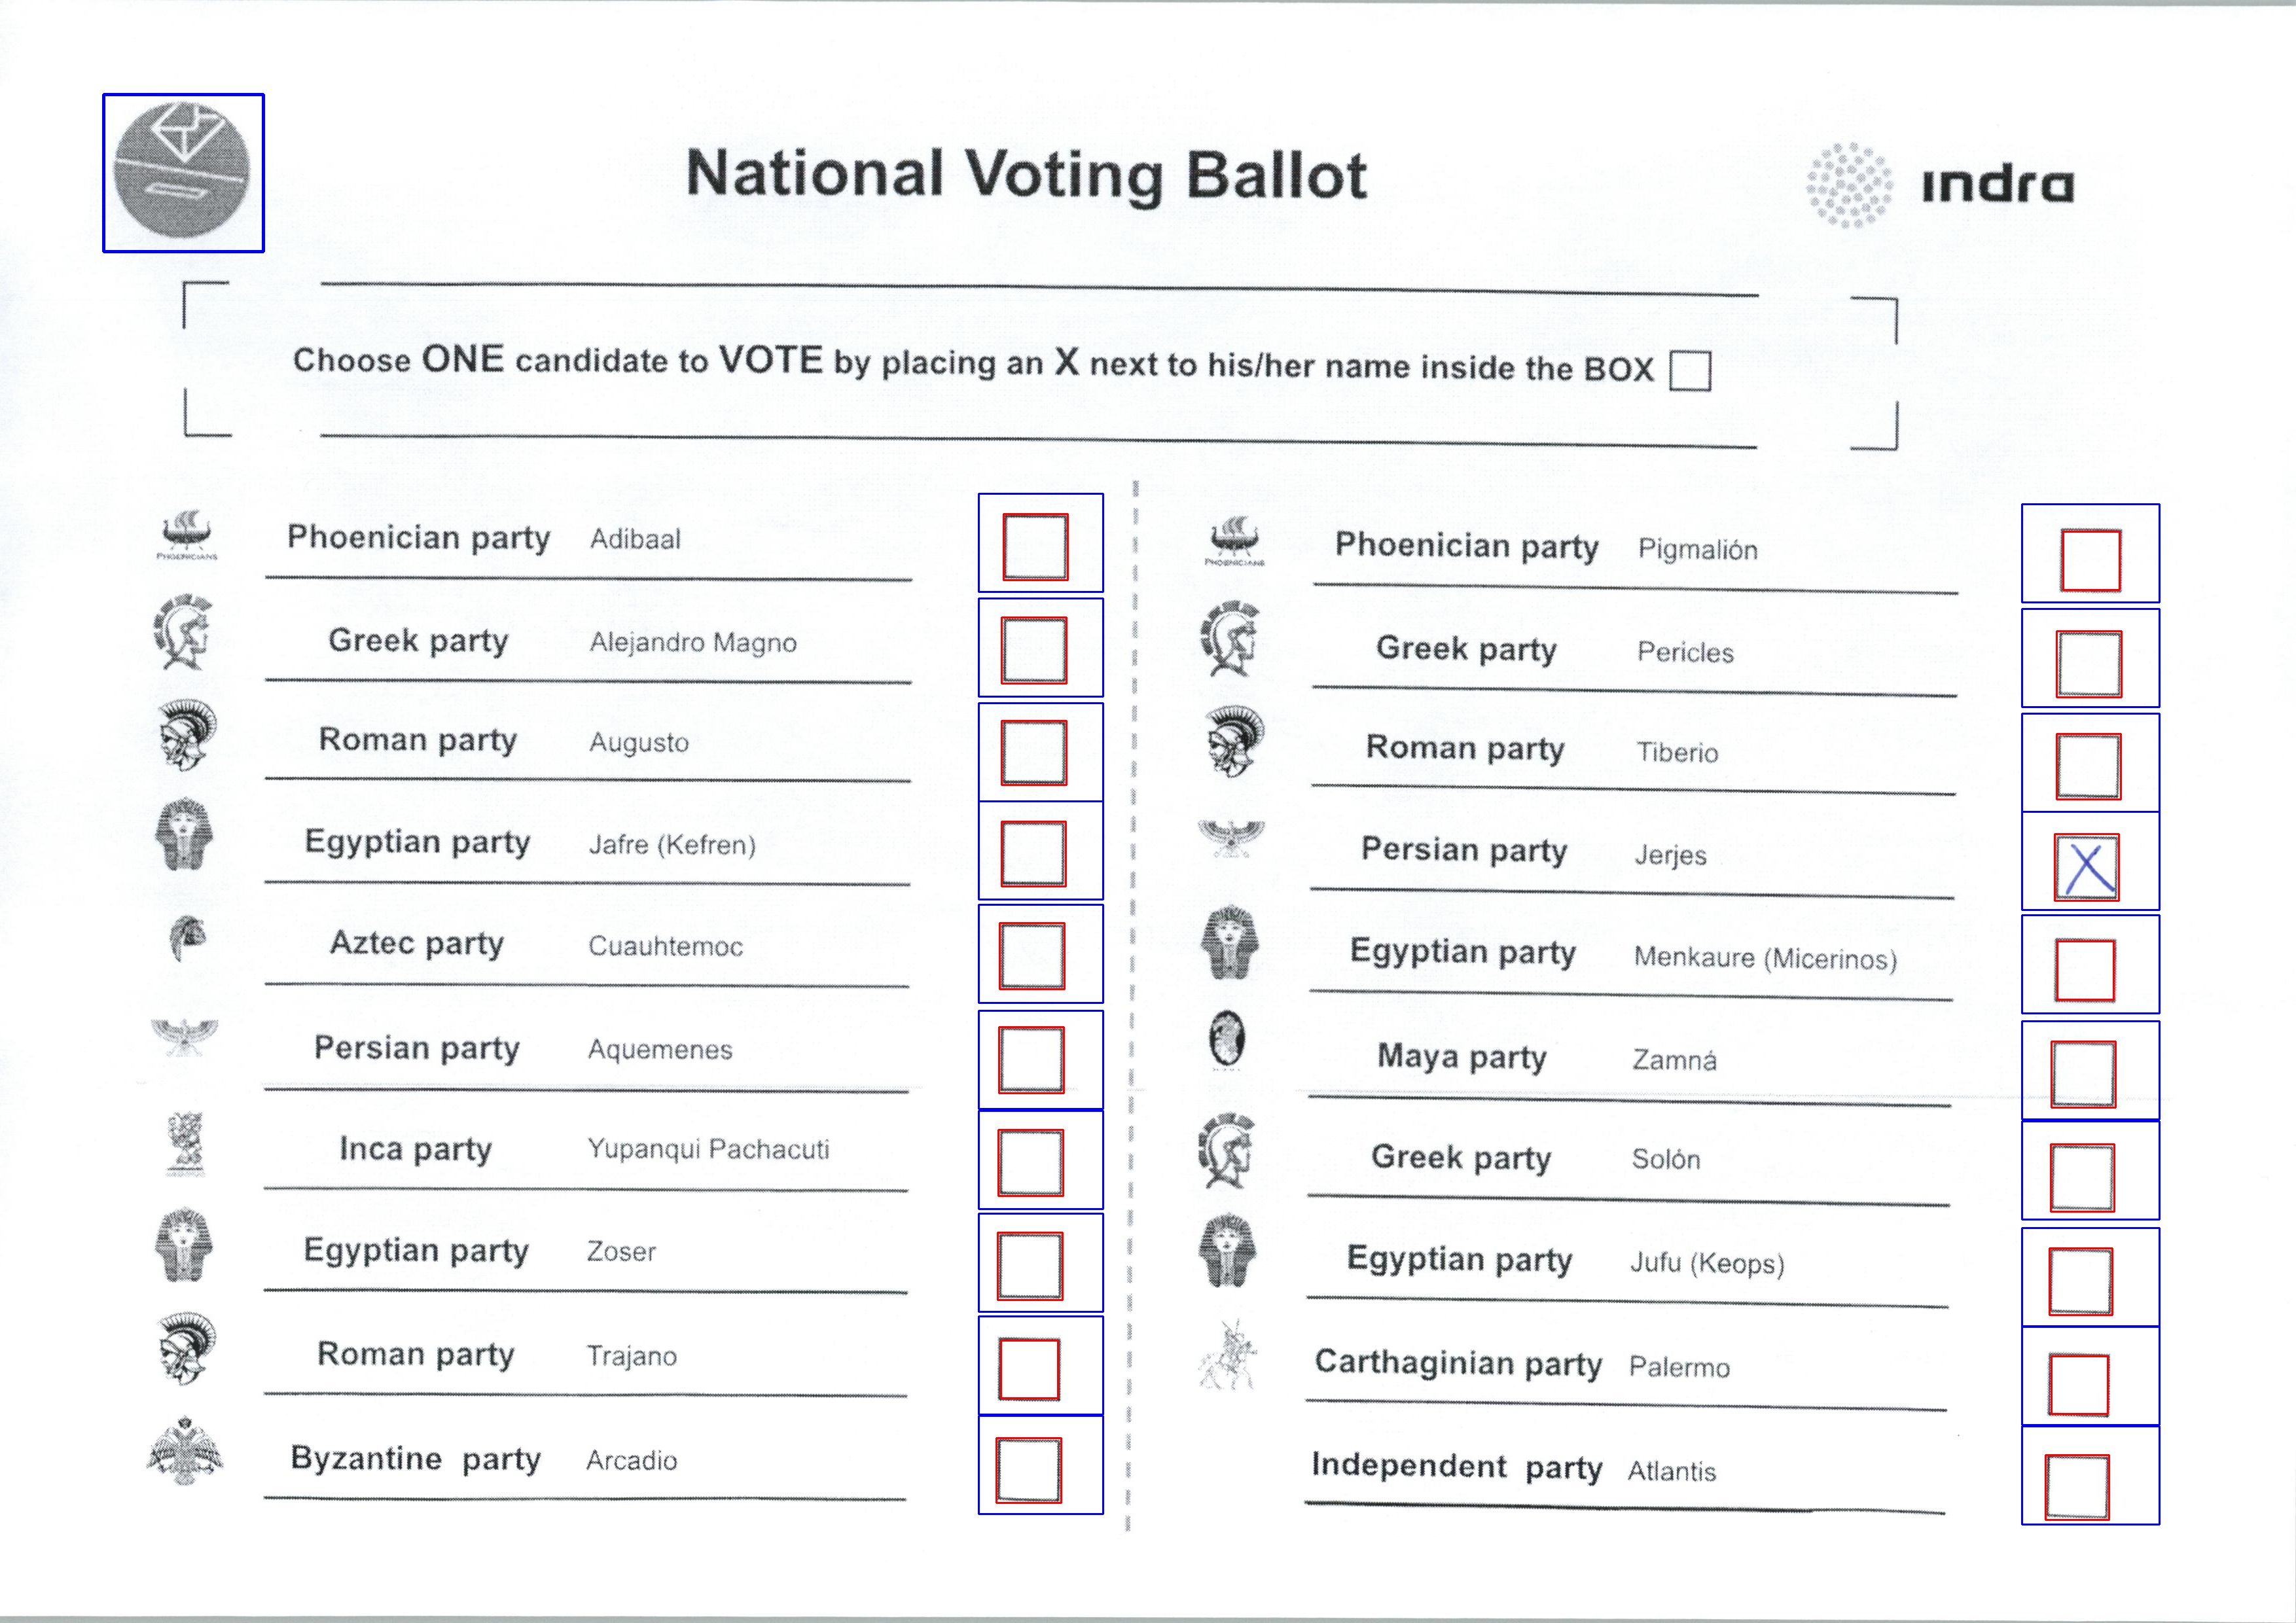 National Voting Ballot
indra
Choose ONE candidate to VOTE by placing an X next to his/her name inside the BOX
PHOENICIANS
Phoenician party Adibaal
Greek party Alejandro Magno
Roman party Augusto
Egyptian party Jafre (Kefren)
Aztec party Cuauhtemoc
Persian party Aquemenes
Inca party Yupanqui Pachacuti
Egyptian party Zoser
Roman party Trajano
Byzantine party Arcadio
PHOENICIANS
Phoenician party Pigmalión
Greek party Pericles
Roman party Tiberio
Persian party Jerjes X
Egyptian party Menkaure (Micerinos)
Maya party Zamná
Greek party Solón
Egyptian party Jufu (Keops)
Carthaginian party Palermo
Independent party Atlantis